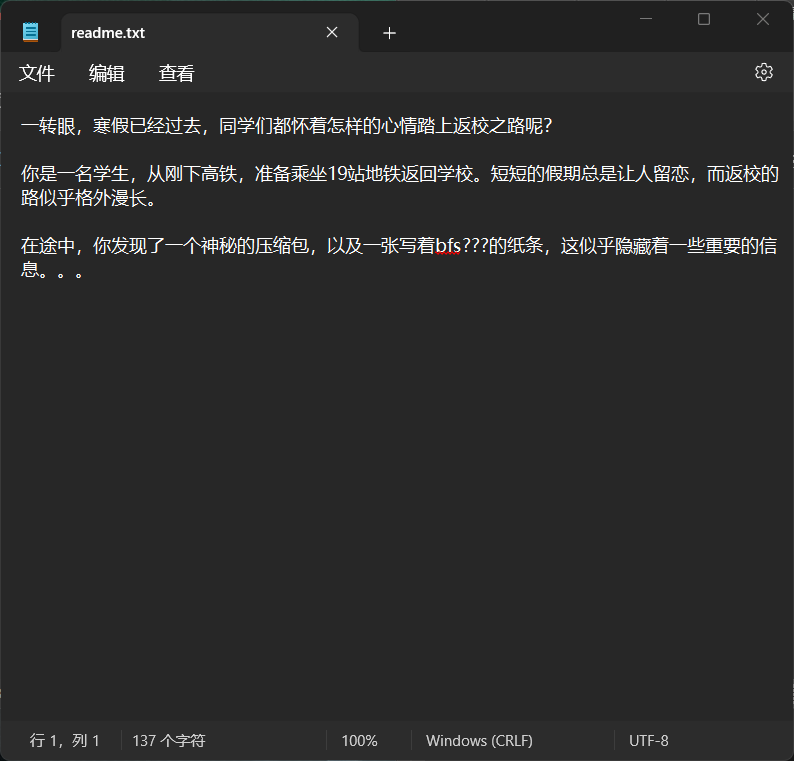 readme.txt
文件 编辑 查看
一转眼，寒假已经过去，同学们都怀着怎样的心情踏上返校之路呢？
你是一名学生，从刚下高铁，准备乘坐19站地铁返回学校。短短的假期总是让人留恋，而返校的
路似乎格外漫长。
在途中，你发现了一个神秘的压缩包，以及一张写着bfs???的纸条，这似乎隐藏着一些重要的信
息。。。
行 1，列 1 137 个字符 100% Windows (CRLF) UTF-8